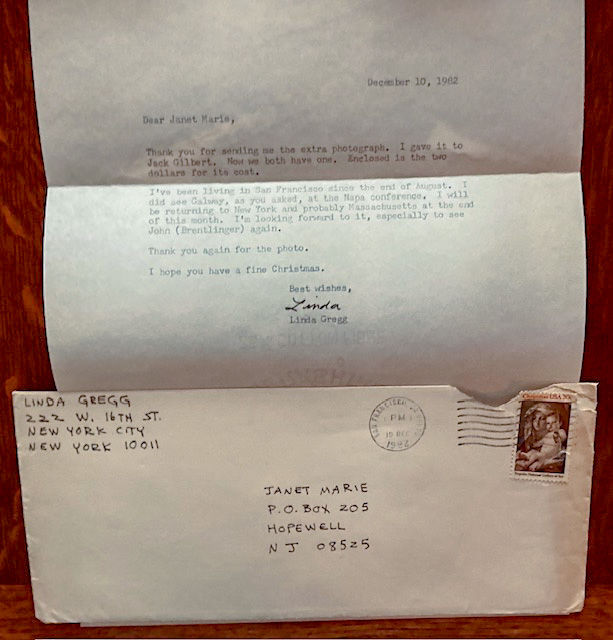 December 10, 1982
Dear Janet Marie,
Thank you for sending me the extra photograph. I gave it to
Jack Gilbert. Now we both have one. Enclosed is the two
dollars for its cost.
I've been living in San Francisco since the end of August. I
did see Galway, as you asked, at the Napa conference. I will
be returning to New York and probably Massachusetts at the end
of this month. I'm looking forward to it, especially to see
John (Brentlinger) again.
Thank you again for the photo.
I hope you have a fine Christmas.
Best wishes,
Linda
Linda Gregg
LINDA GREGG
222 W. 16TH ST.
NEW YORK CITY
NEW YORK 10011
SAN FRANCISCO
PM
DEC
1982
Christmas USA 20c
JANET MARIE
P.O. BOX 205
HOPEWELL
NJ 08525